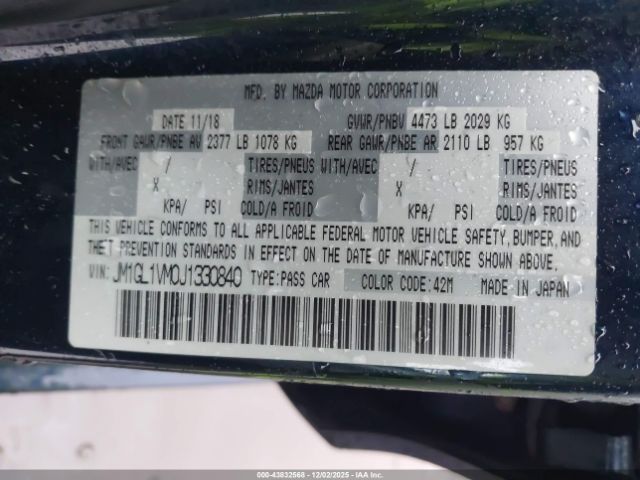 MFD. BY MAZDA MOTOR CORPORATION
DATE 11/18 GVWR/PNBV 4473 LB 2029 KG
FRONT GAWR/PNBE AV 2377 LB 1078 KG REAR GAWR/PNBE AR 2110 LB 957 KG
WITH/AVEC / TIRES/PNEUS WITH/AVEC / TIRES/PNEUS
X RIMS/JANTES X RIMS/JANTES
KPA/ PSI COLD/A FROID KPA/ PSI COLD/A FROID
THIS VEHICLE CONFORMS TO ALL APPLICABLE FEDERAL MOTOR VEHICLE SAFETY, BUMPER, AND
THEFT PREVENTION STANDARDS IN EFFECT ON THE DATE OF MANUFACTURE SHOWN ABOVE.
VIN: JM1GL1VM0J1330840 TYPE:PASS CAR COLOR CODE:42M MADE IN JAPAN
000-43832568 | 12/02/2025 | IAAI.COM